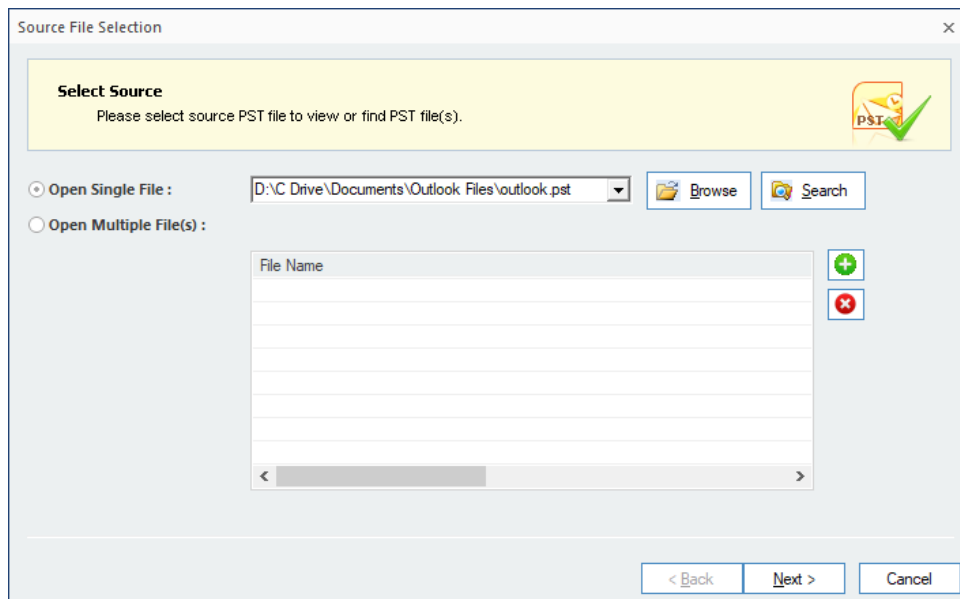 Source File Selection
Select Source
Please select source PST file to view or find PST file(s).
PST
Open Single File :
D:\C Drive\Documents\Outlook Files\outlook.pst
Browse
Search
Open Multiple File(s) :
File Name
< Back
Next >
Cancel